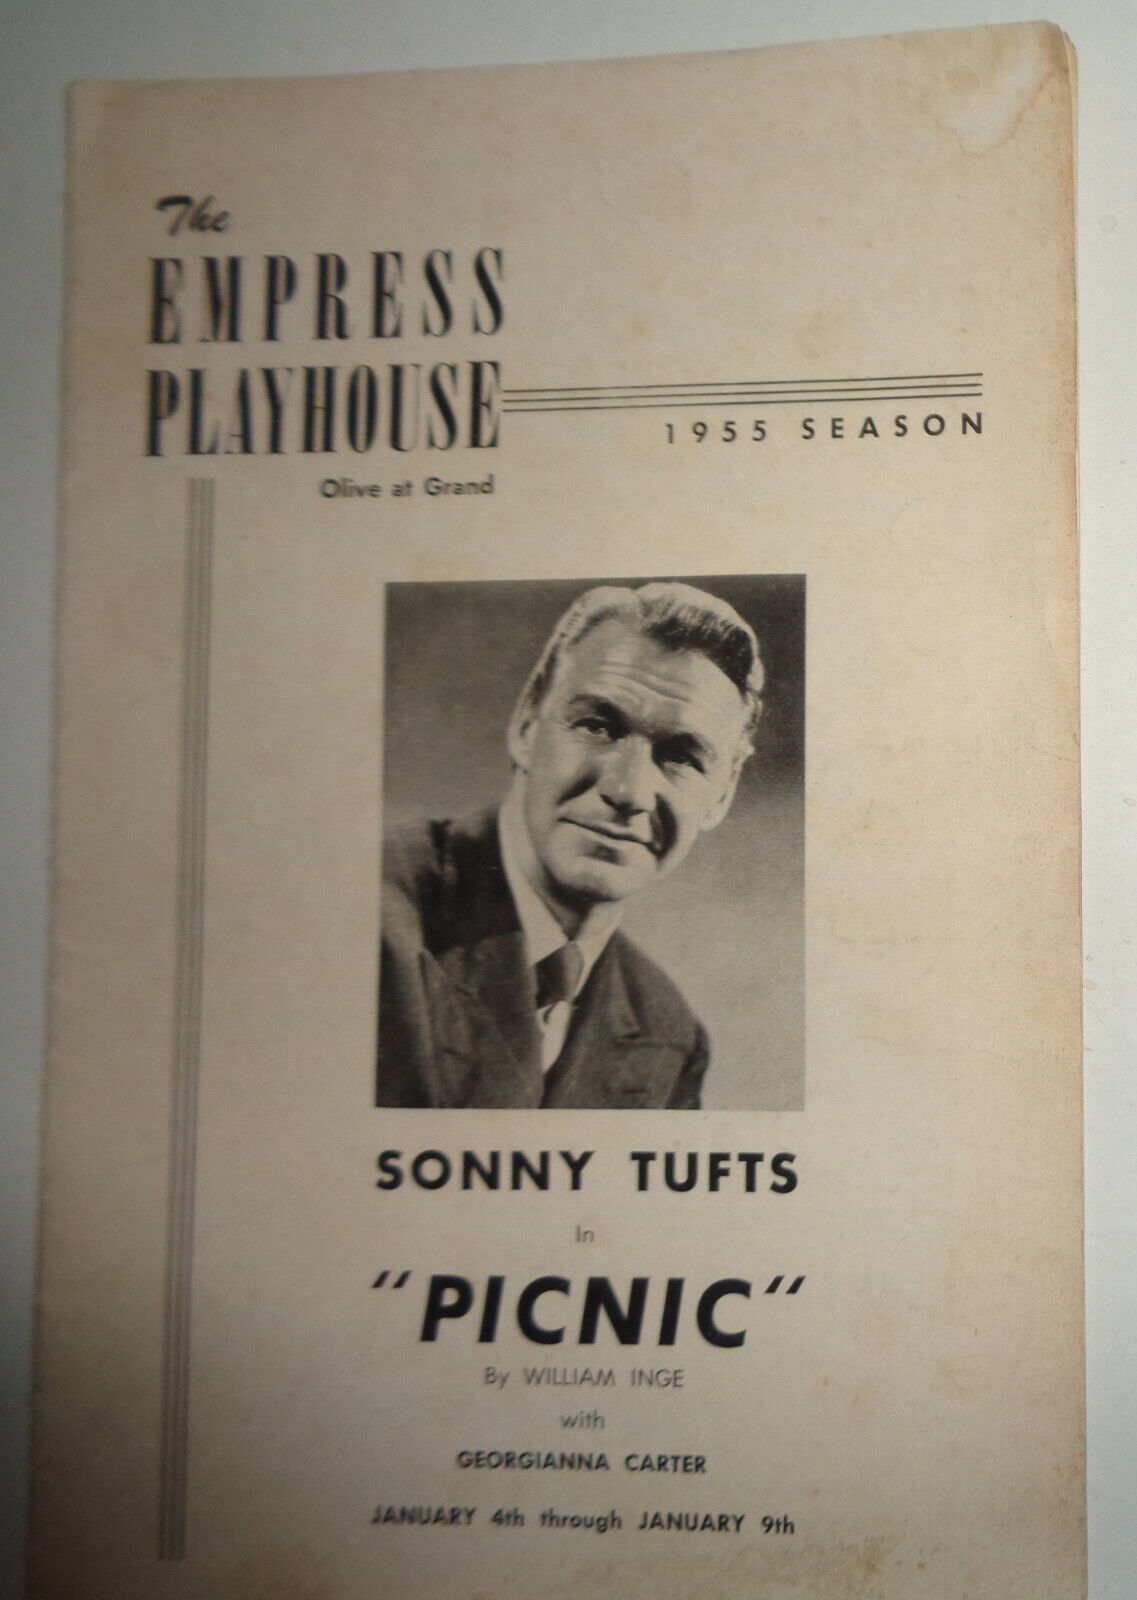 The
EMPRESS
PLAYHOUSE
1955 SEASON
Olive at Grand
SONNY TUFTS
In
"PICNIC"
By WILLIAM INGE
with
GEORGIANNA CARTER
JANUARY 4th through JANUARY 9th